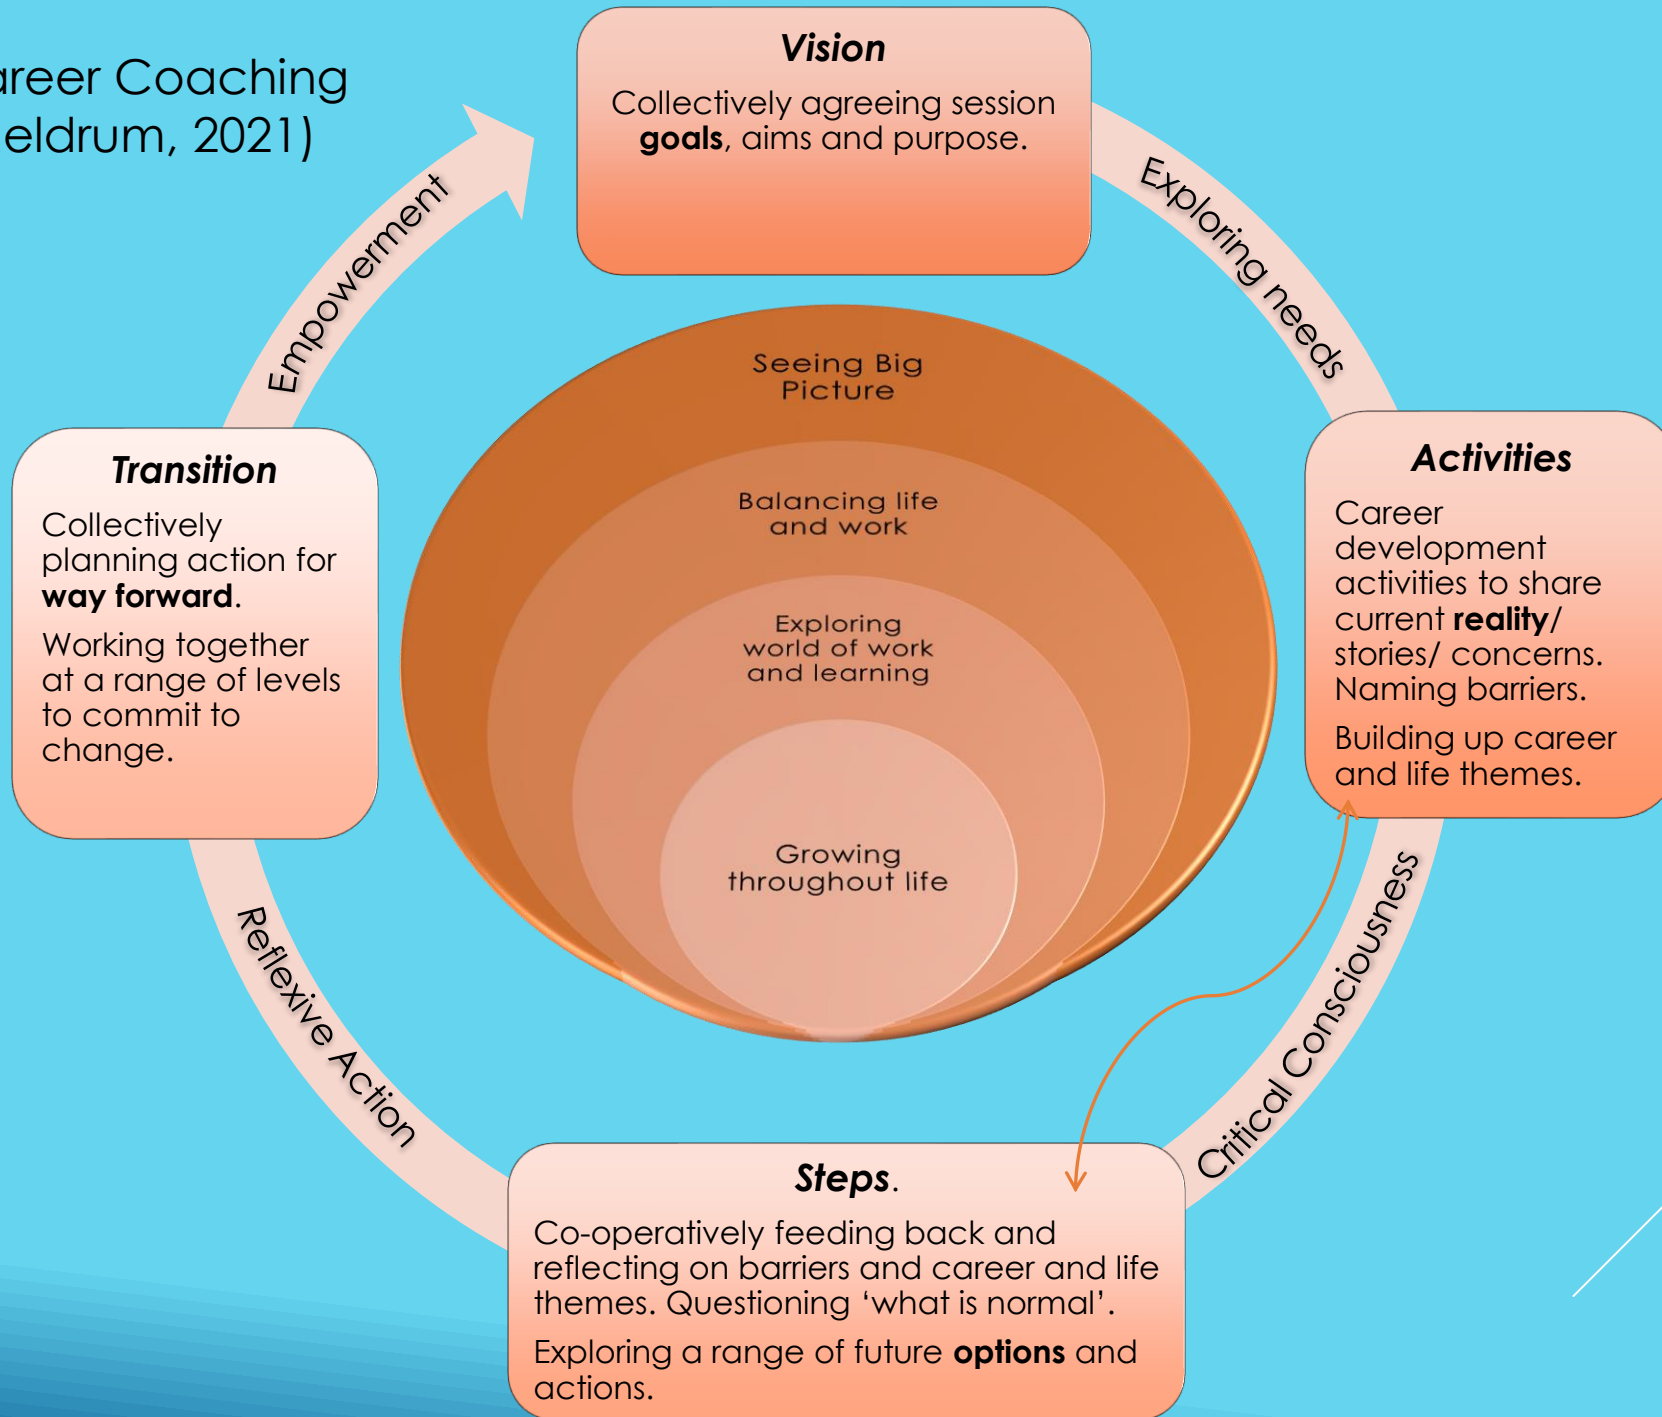 areer Coaching
eldrum, 2021)
Vision
Collectively agreeing session
goals, aims and purpose.
Exploring needs
Activities
Career
development
activities to share
current reality/
stories/ concerns.
Naming barriers.
Building up career
and life themes.
Critical Consciousness
Steps.
Co-operatively feeding back and
reflecting on barriers and career and life
themes. Questioning ‘what is normal’.
Exploring a range of future options and
actions.
Reflexive Action
Transition
Collectively
planning action for
way forward.
Working together
at a range of levels
to commit to
change.
Empowerment
Seeing Big
Picture
Balancing life
and work
Exploring
world of work
and learning
Growing
throughout life